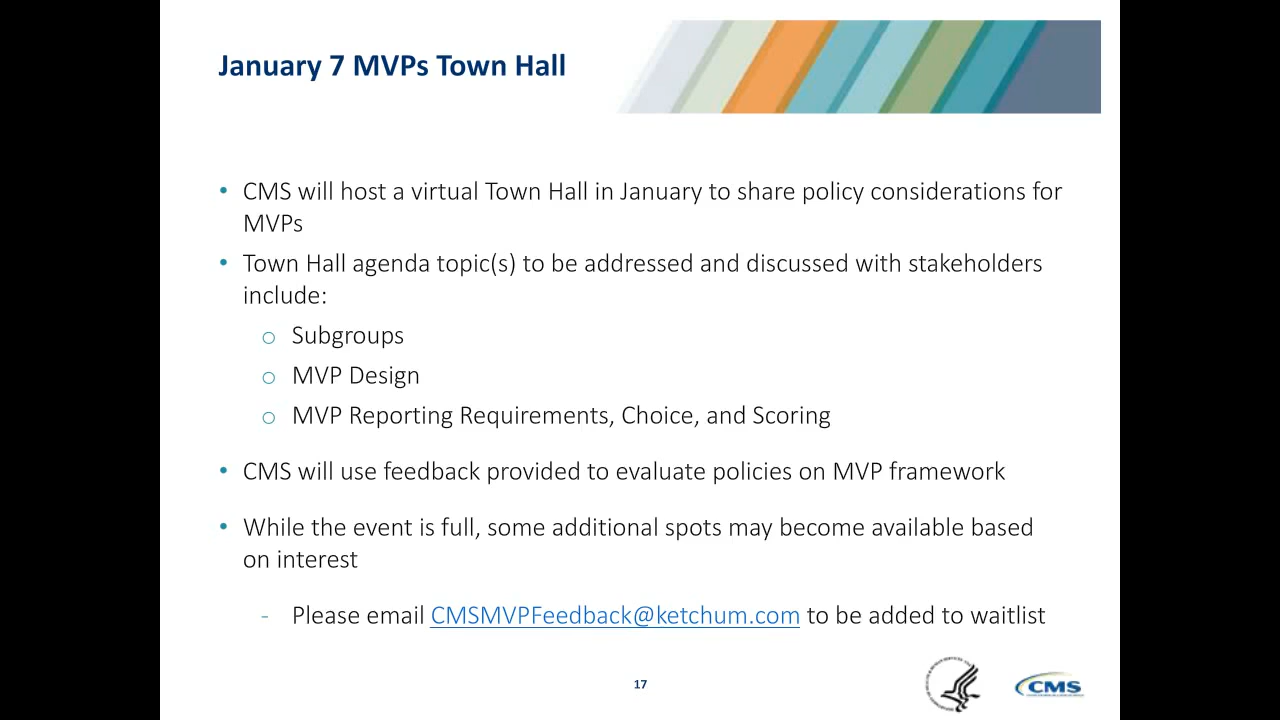 January 7 MVPs Town Hall
• CMS will host a virtual Town Hall in January to share policy considerations for
MVPs
• Town Hall agenda topic(s) to be addressed and discussed with stakeholders
include:
o Subgroups
o MVP Design
o MVP Reporting Requirements, Choice, and Scoring
• CMS will use feedback provided to evaluate policies on MVP framework
• While the event is full, some additional spots may become available based
on interest
- Please email CMSMVPFeedback@ketchum.com to be added to waitlist
17
CMS